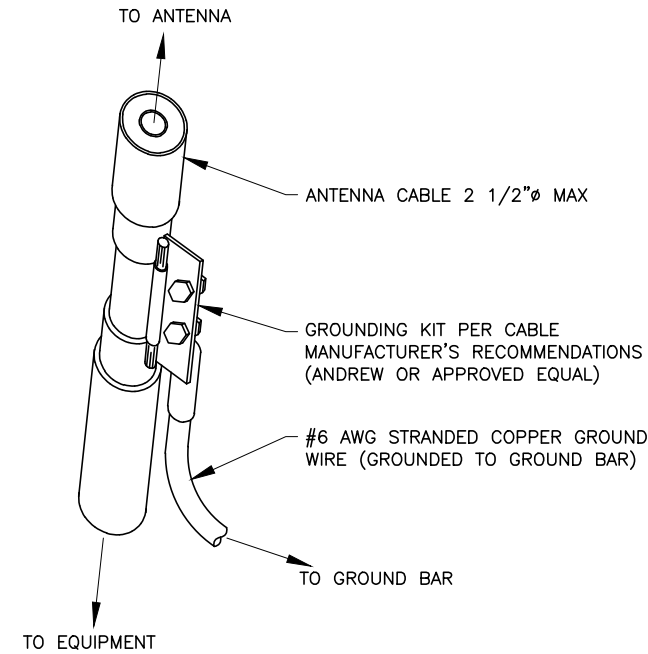 TO ANTENNA
ANTENNA CABLE 2 1/2"ø MAX
GROUNDING KIT PER CABLE
MANUFACTURER'S RECOMMENDATIONS
(ANDREW OR APPROVED EQUAL)
#6 AWG STRANDED COPPER GROUND
WIRE (GROUNDED TO GROUND BAR)
TO GROUND BAR
TO EQUIPMENT